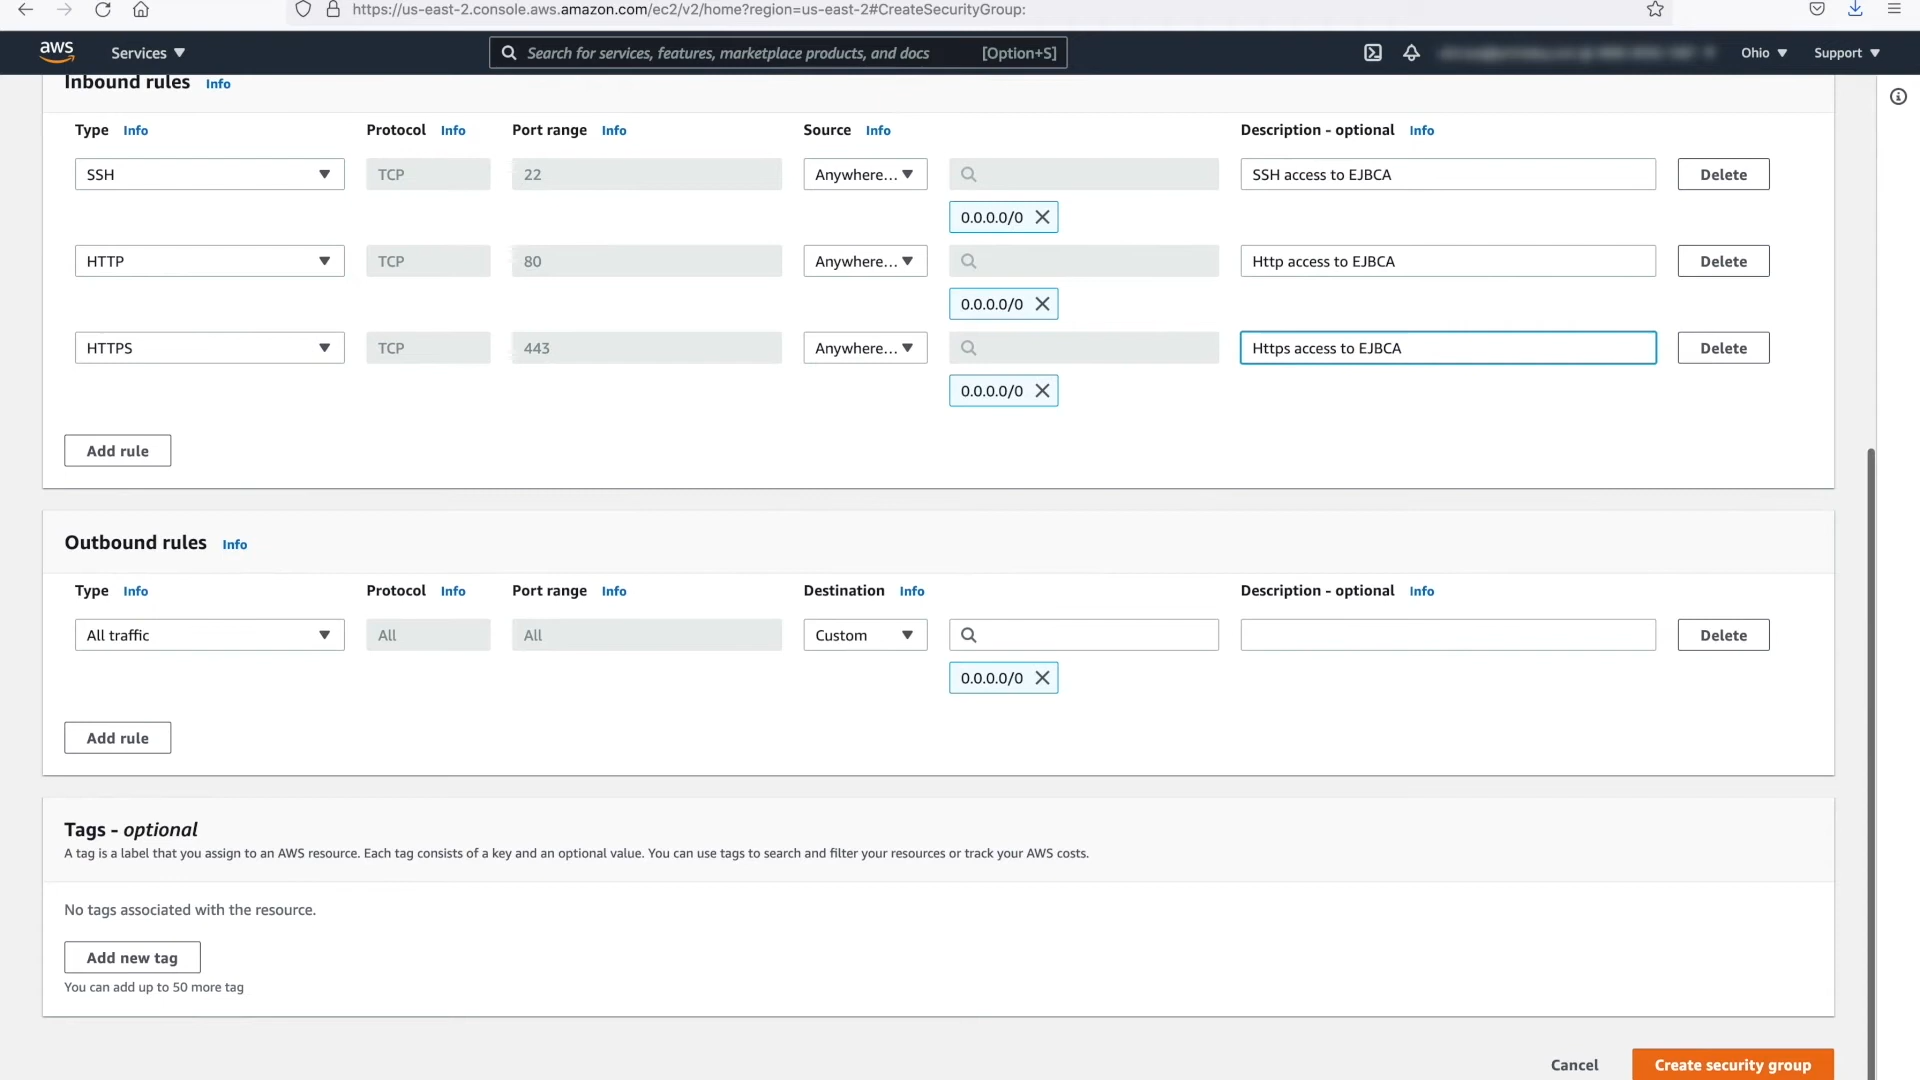 https://us-east-2.console.aws.amazon.com/ec2/v2/home?region=us-east-2#CreateSecurityGroup:
aws Services Search for services, features, marketplace products, and docs [Option+S] Ohio Support
Inbound rules Info
Type Info Protocol Info Port range Info Source Info Description - optional Info
SSH TCP 22 Anywhere... SSH access to EJBCA Delete
0.0.0.0/0
HTTP TCP 80 Anywhere... Http access to EJBCA Delete
0.0.0.0/0
HTTPS TCP 443 Anywhere... Https access to EJBCA Delete
0.0.0.0/0
Add rule
Outbound rules Info
Type Info Protocol Info Port range Info Destination Info Description - optional Info
All traffic All All Custom Delete
0.0.0.0/0
Add rule
Tags - optional
A tag is a label that you assign to an AWS resource. Each tag consists of a key and an optional value. You can use tags to search and filter your resources or track your AWS costs.
No tags associated with the resource.
Add new tag
You can add up to 50 more tag
Cancel Create security group